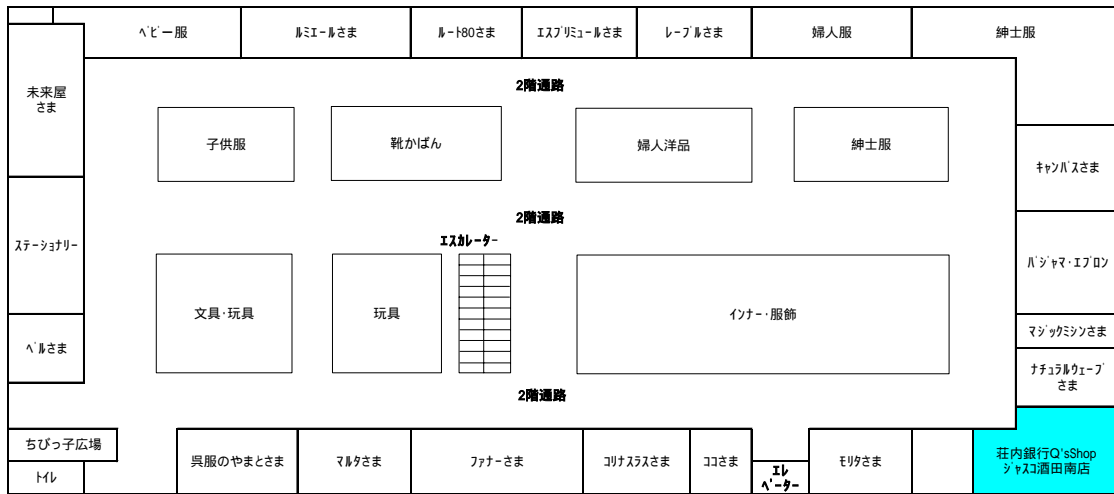 ﾍﾞﾋﾞｰ服
ﾙﾐｴｰﾙさま
ﾙｰﾄ80さま
ｴｽﾌﾟﾘﾐｭｰﾙさま
ﾚｰﾌﾞﾙさま
婦人服
紳士服
未来屋
さま
2階通路
子供服
靴かばん
婦人洋品
紳士服
ｷｬﾝﾊﾞｽさま
ｽﾃｰｼｮﾅﾘｰ
2階通路
ｴｽｶﾚｰﾀｰ
ﾊﾟｼﾞｬﾏ・ｴﾌﾟﾛﾝ
文具・玩具
玩具
ｲﾝﾅｰ・服飾
ﾍﾞﾙさま
ﾏｼﾞｯｸﾐｼﾝさま
ﾅﾁｭﾗﾙｳｪｰﾌﾞ
さま
2階通路
ちびっ子広場
ﾄｲﾚ
呉服のやまとさま
ﾏﾙﾀさま
ﾌｧﾅｰさま
ｺﾘﾅｽﾗｽさま
ｺｺさま
ｴﾚ
ﾍﾞｰﾀｰ
ﾓﾘﾀさま
荘内銀行Q'sShop
ｼﾞｬｽｺ酒田南店